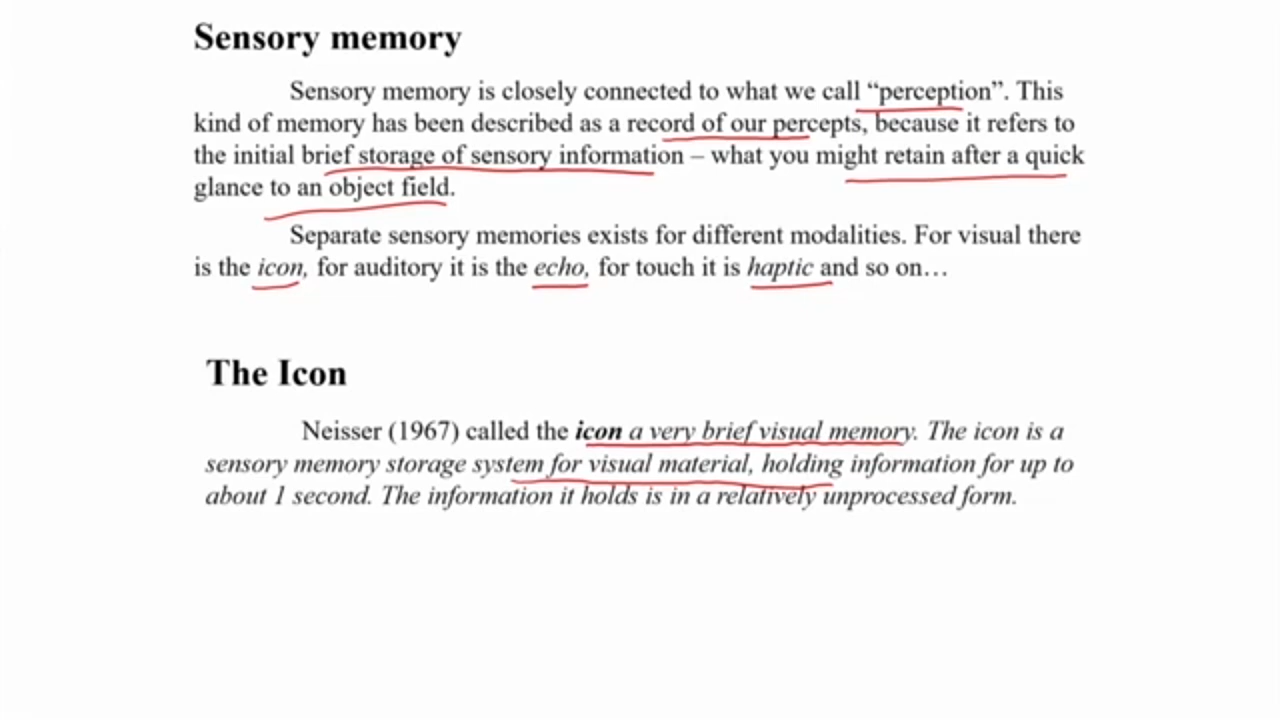 Sensory memory
Sensory memory is closely connected to what we call “perception”. This
kind of memory has been described as a record of our percepts, because it refers to
the initial brief storage of sensory information – what you might retain after a quick
glance to an object field.
Separate sensory memories exists for different modalities. For visual there
is the icon, for auditory it is the echo, for touch it is haptic and so on…
The Icon
Neisser (1967) called the icon a very brief visual memory. The icon is a
sensory memory storage system for visual material, holding information for up to
about 1 second. The information it holds is in a relatively unprocessed form.